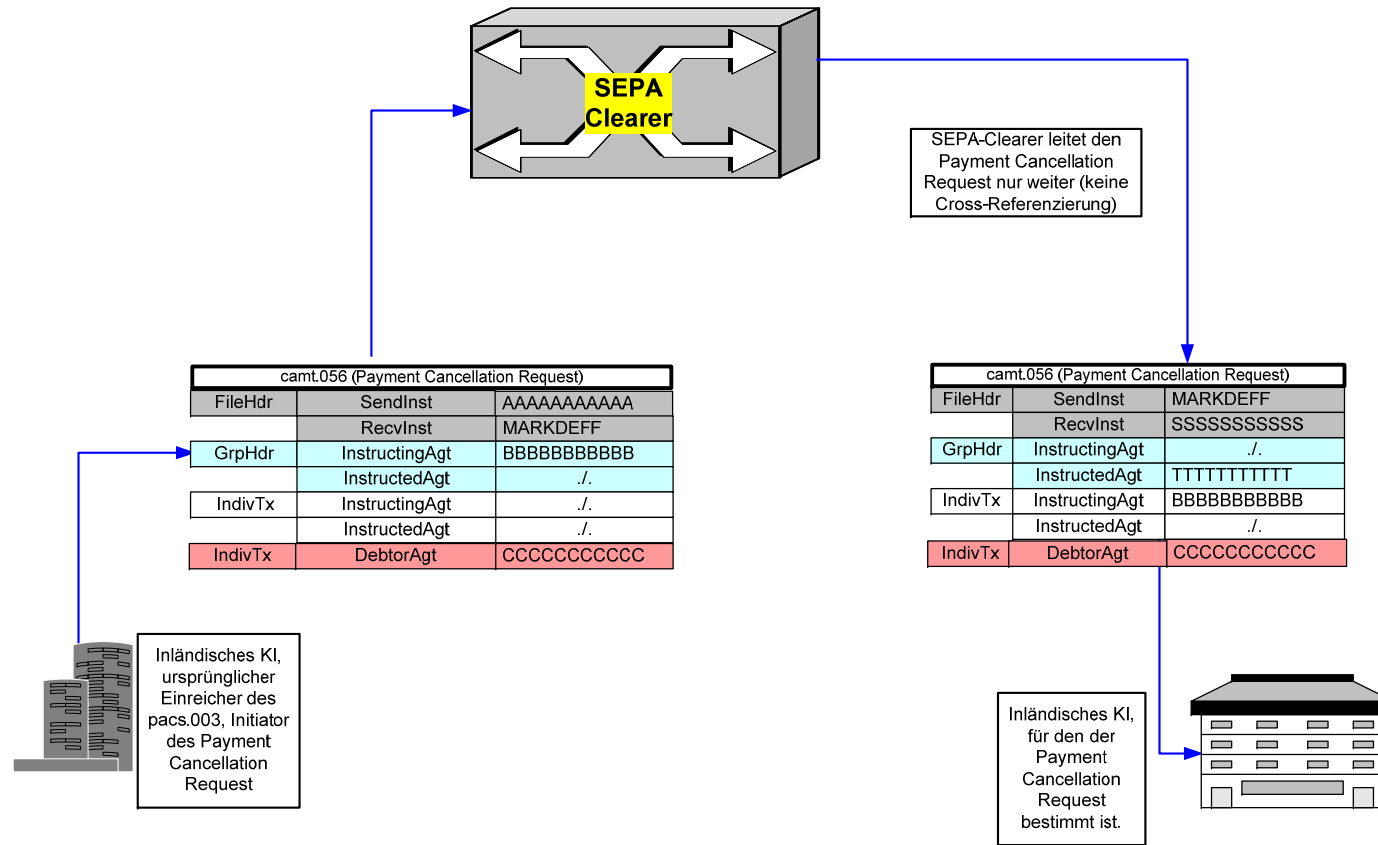 SEPA
Clearer
SEPA-Clearer leitet den
Payment Cancellation
Request nur weiter (keine
Cross-Referenzierung)
camt.056 (Payment Cancellation Request)
FileHdr SendInst AAAAAAAAAAA
RecvInst MARKDEFF
GrpHdr InstructingAgt BBBBBBBBBBB
InstructedAgt ./.
IndivTx InstructingAgt ./.
InstructedAgt ./.
IndivTx DebtorAgt CCCCCCCCCCC
camt.056 (Payment Cancellation Request)
FileHdr SendInst MARKDEFF
RecvInst SSSSSSSSSSS
GrpHdr InstructingAgt ./.
InstructedAgt TTTTTTTTTTT
IndivTx InstructingAgt BBBBBBBBBBB
InstructedAgt ./.
IndivTx DebtorAgt CCCCCCCCCCC
Inländisches KI,
ursprünglicher
Einreicher des
pacs.003, Initiator
des Payment
Cancellation
Request
Inländisches KI,
für den der
Payment
Cancellation
Request
bestimmt ist.